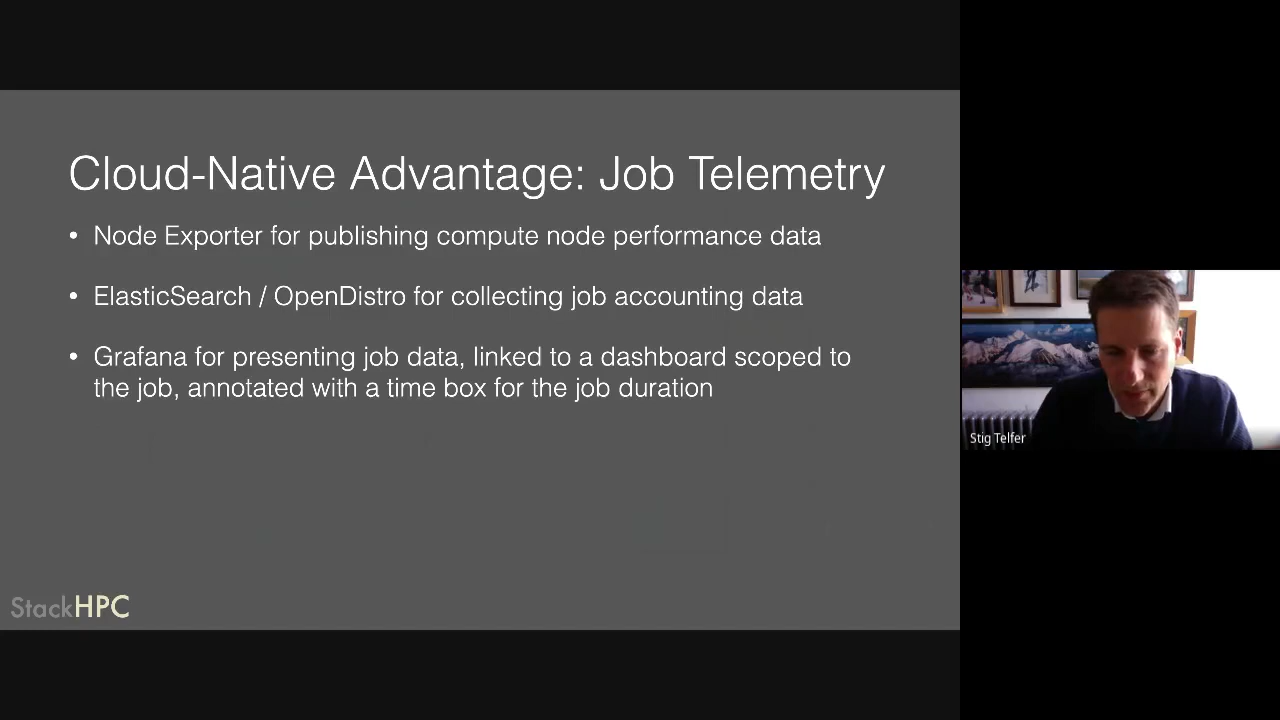 Cloud-Native Advantage: Job Telemetry
• Node Exporter for publishing compute node performance data
• ElasticSearch / OpenDistro for collecting job accounting data
• Grafana for presenting job data, linked to a dashboard scoped to
the job, annotated with a time box for the job duration
StackHPC
Stig Telfer